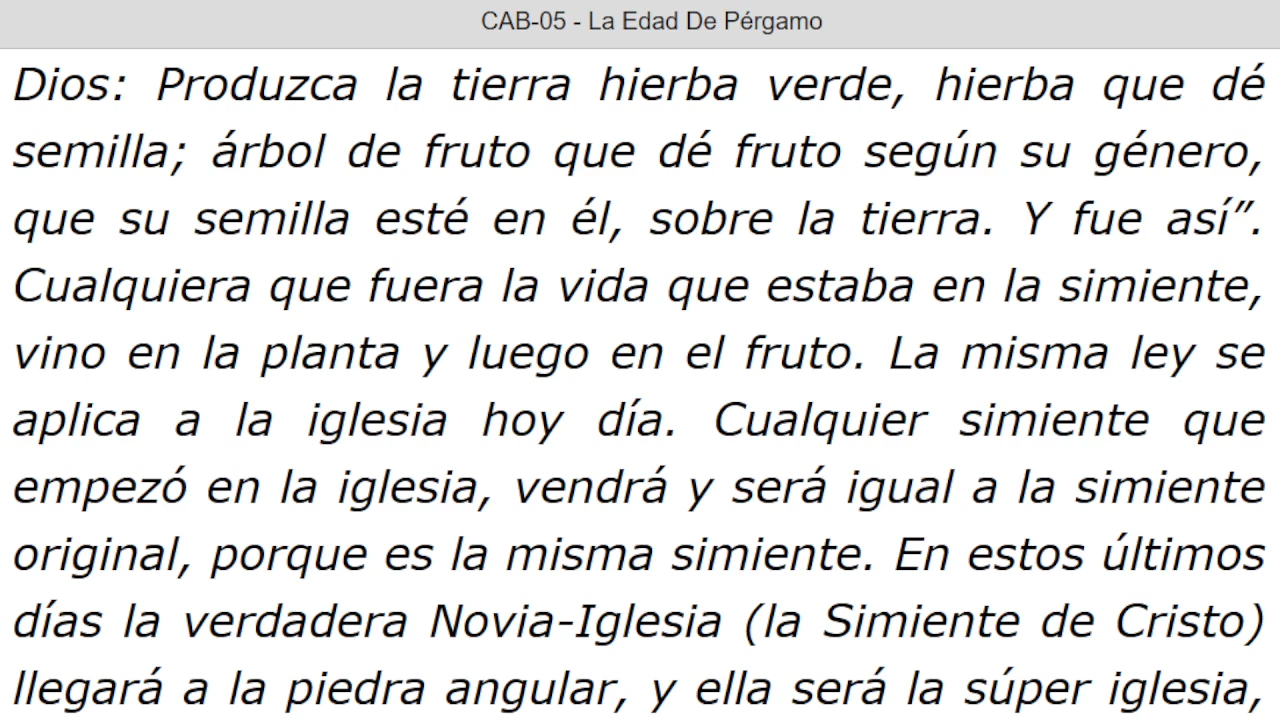 CAB-05 - La Edad De Pérgamo
Dios: Produzca la tierra hierba verde, hierba que dé
semilla; árbol de fruto que dé fruto según su género,
que su semilla esté en él, sobre la tierra. Y fue así”.
Cualquiera que fuera la vida que estaba en la simiente,
vino en la planta y luego en el fruto. La misma ley se
aplica a la iglesia hoy día. Cualquier simiente que
empezó en la iglesia, vendrá y será igual a la simiente
original, porque es la misma simiente. En estos últimos
días la verdadera Novia-Iglesia (la Simiente de Cristo)
llegará a la piedra angular, y ella será la súper iglesia,